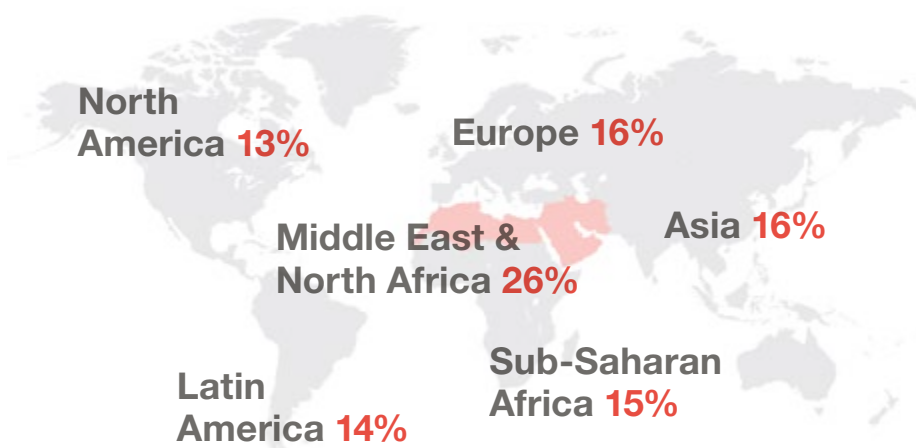 North
America 13%
Europe 16%
Middle East &
North Africa 26%
Asia 16%
Latin
America 14%
Sub-Saharan
Africa 15%